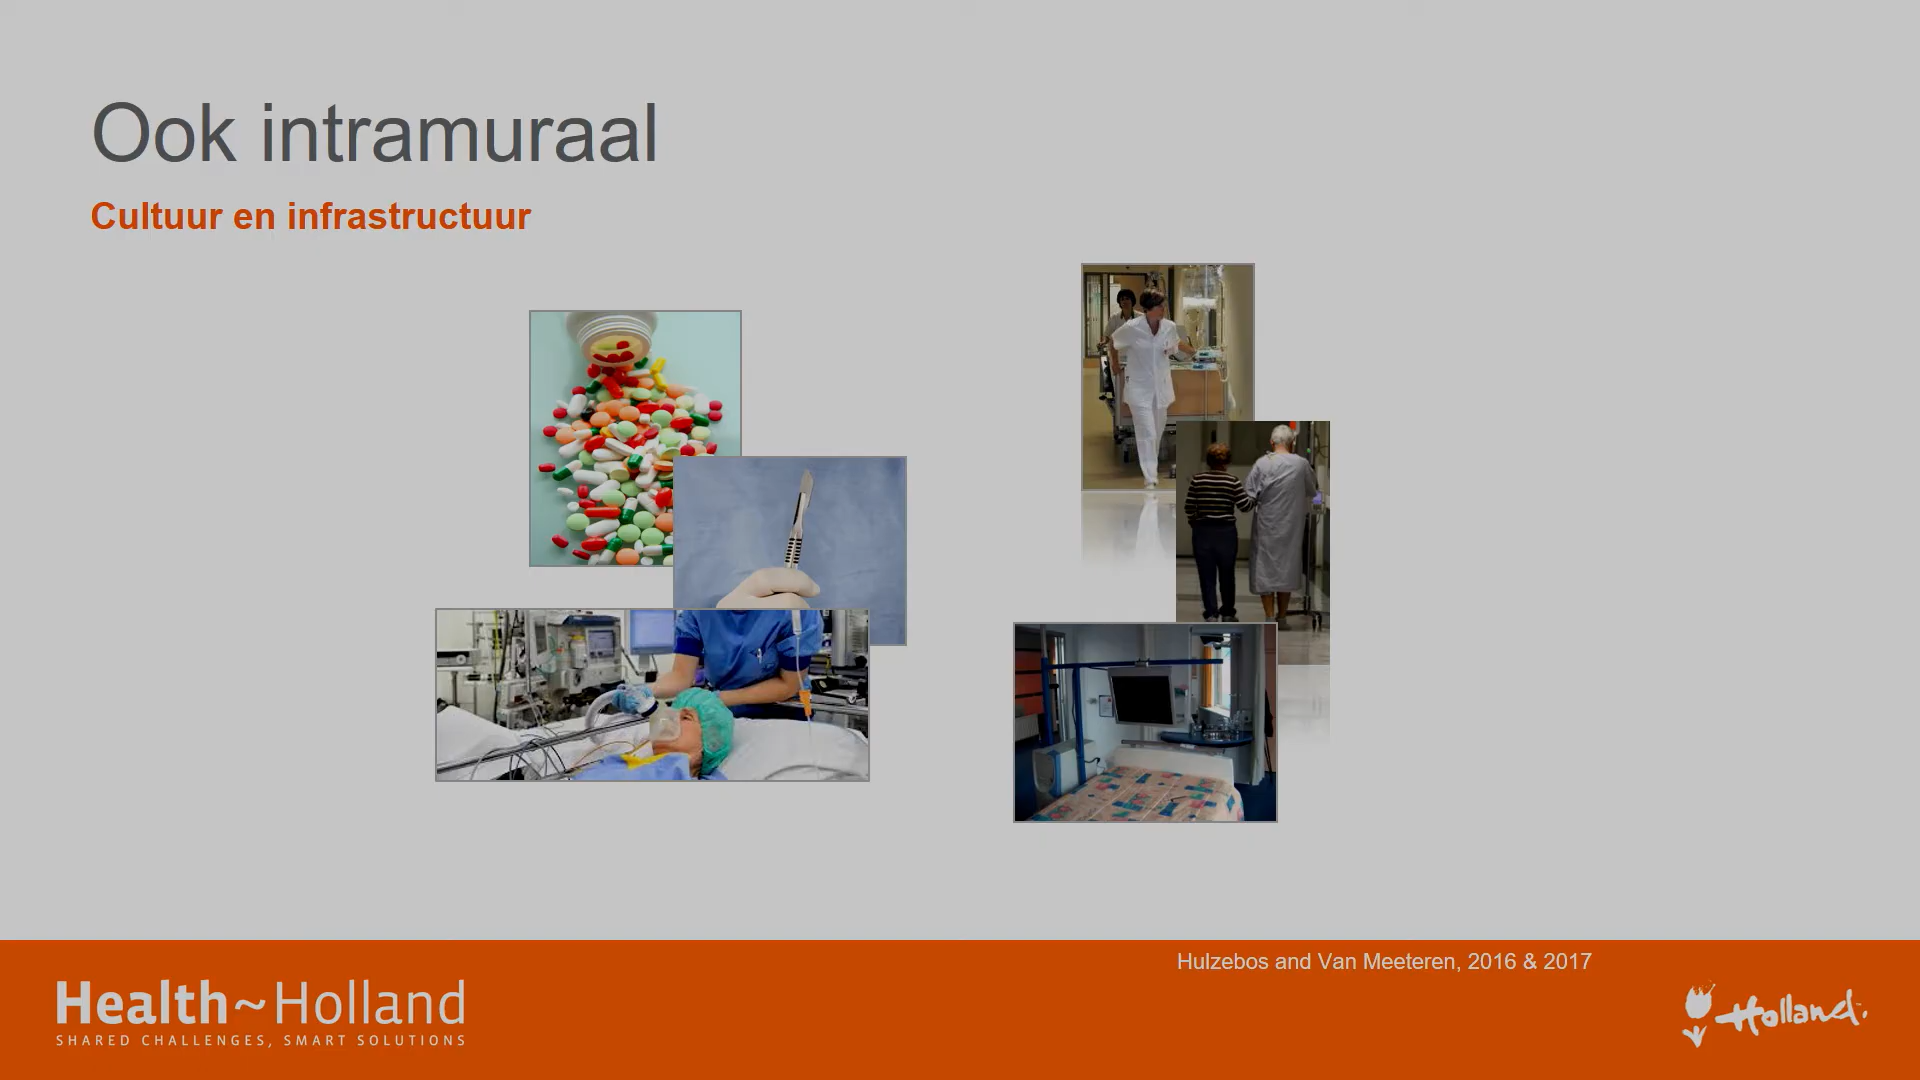 Ook intramuraal
Cultuur en infrastructuur
Hulzebos and Van Meeteren, 2016 & 2017
Health~Holland
SHARED CHALLENGES, SMART SOLUTIONS
Holland.